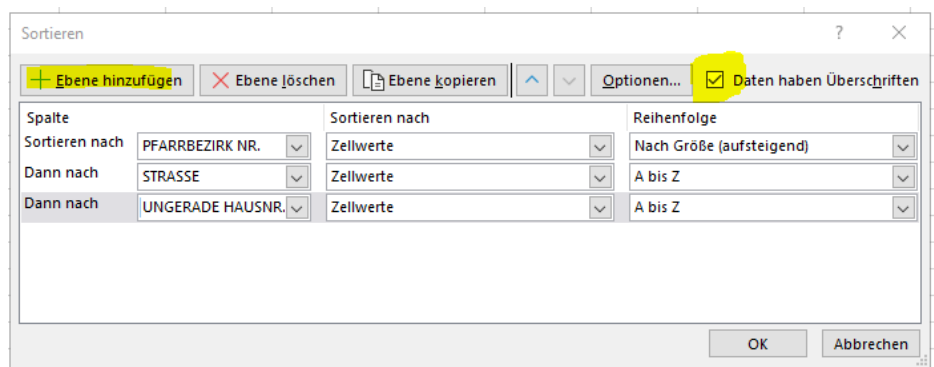 Sortieren ?
Ebene hinzufügen Ebene löschen Ebene kopieren Optionen... Daten haben Überschriften
Spalte Sortieren nach Reihenfolge
Sortieren nach PFARRBEZIRK NR. Zellwerte Nach Größe (aufsteigend)
Dann nach STRASSE Zellwerte A bis Z
Dann nach UNGERADE HAUSNR. Zellwerte A bis Z
OK Abbrechen